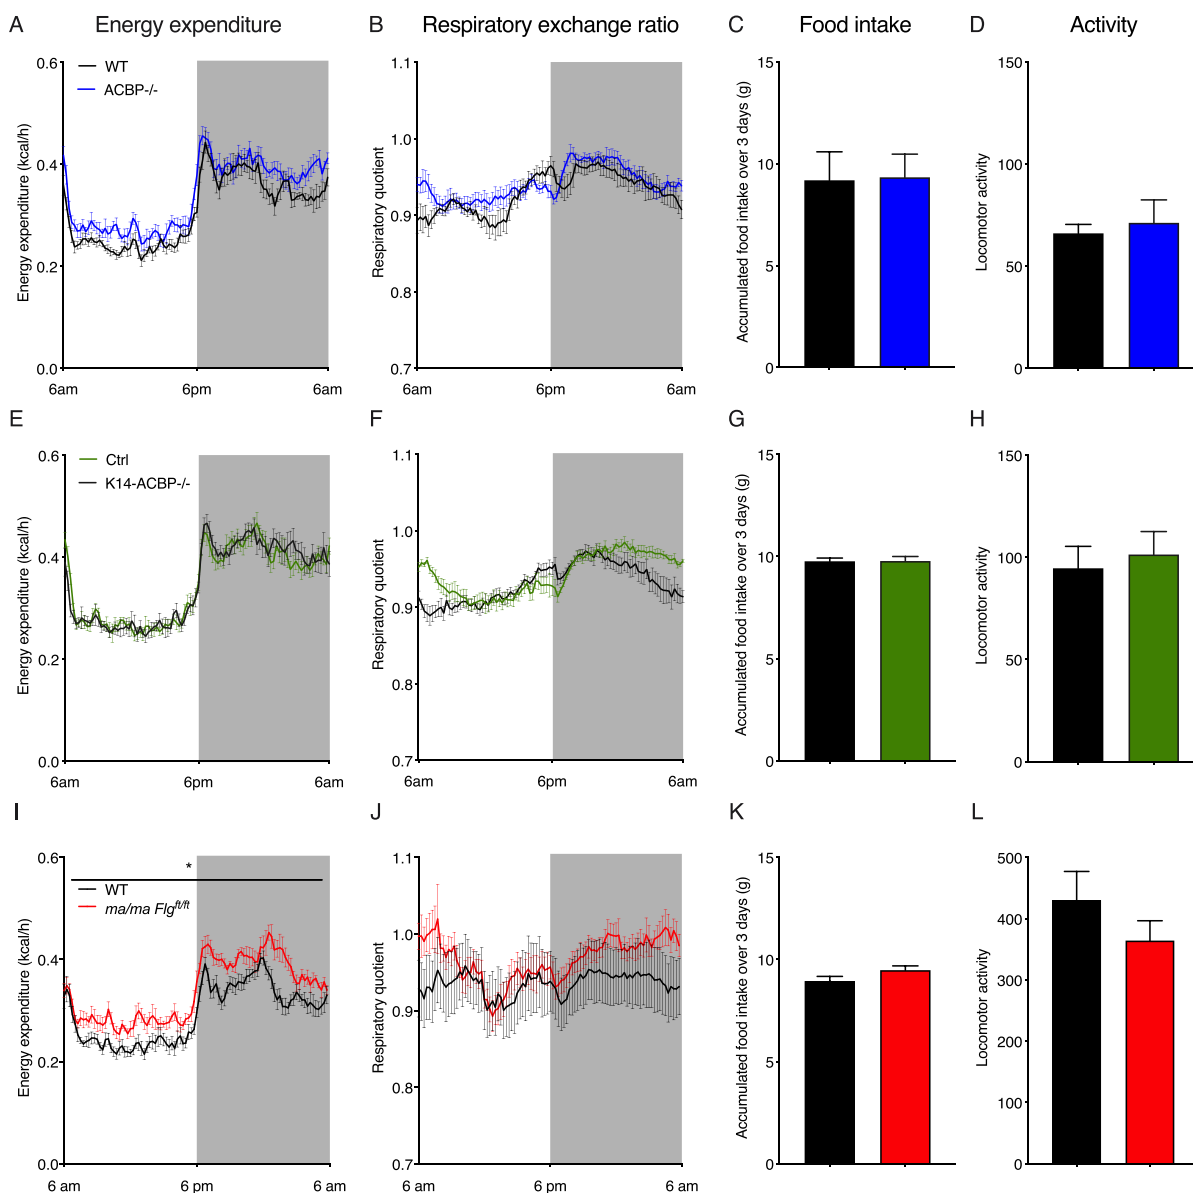 A Energy expenditure
B Respiratory exchange ratio
C Food intake
D Activity
Energy expenditure (kcal/h)
0.6
0.4
0.2
0.0
WT
ACBP-/-
6am 6pm 6am
Respiratory quotient
1.1
1.0
0.9
0.8
0.7
6am 6pm 6am
Accumulated food intake over 3 days (g)
15
10
5
0
Locomotor activity
150
100
50
0
E
F
G
H
Energy expenditure (kcal/h)
0.6
0.4
0.2
0.0
Ctrl
K14-ACBP-/-
6am 6pm 6am
Respiratory quotient
1.1
1.0
0.9
0.8
0.7
6am 6pm 6am
Accumulated food intake over 3 days (g)
15
10
5
0
Locomotor activity
150
100
50
0
I
J
K
L
Energy expenditure (kcal/h)
0.6
0.4
0.2
0.0
*
WT
ma/ma Flg^ft/ft
6 am 6 pm 6 am
Respiratory quotient
1.1
1.0
0.9
0.8
0.7
6 am 6 pm 6 am
Accumulated food intake over 3 days (g)
15
10
5
0
Locomotor activity
500
400
300
200
100
0